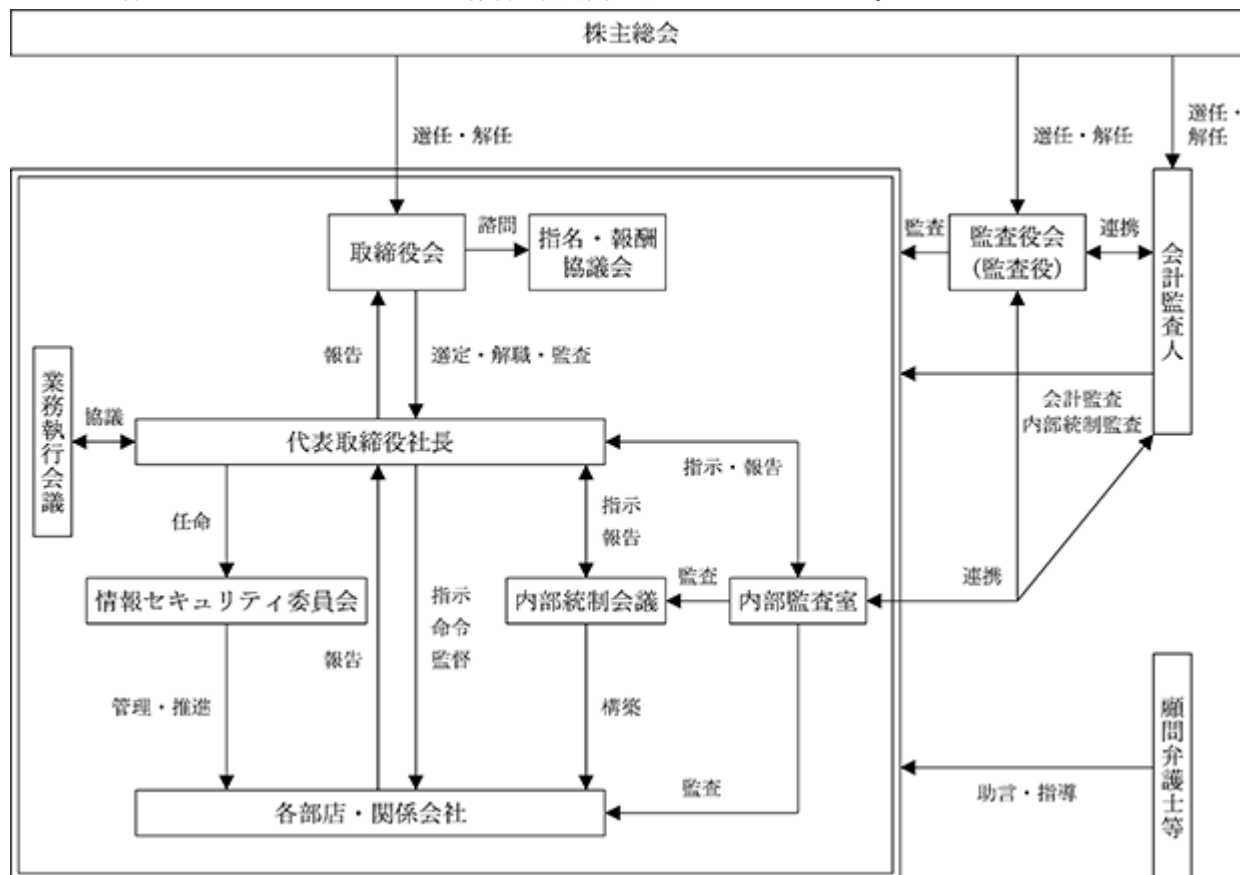 株主総会
選任・解任
選任・解任
選任・
解任
取締役会
諮問
指名・報酬
協議会
監査
監査役会
(監査役)
連携
会計監査人
報告
選定・解職・監査
業務執行会議
協議
代表取締役社長
会計監査
内部統制監査
指示・報告
任命
指示
報告
情報セキュリティ委員会
指示
命令
監督
内部統制会議
監査
内部監査室
連携
報告
管理・推進
構築
顧問弁護士等
各部店・関係会社
監査
助言・指導